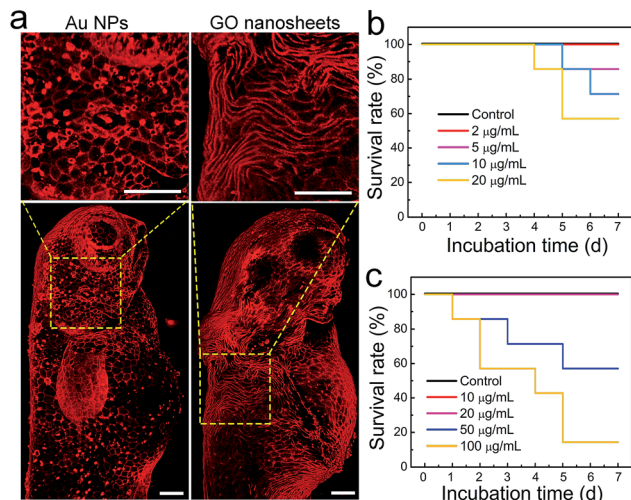 a
Au NPs
GO nanosheets
b
Survival rate (%)
100
80
60
40
20
0
Control
2 μg/mL
5 μg/mL
10 μg/mL
20 μg/mL
0 1 2 3 4 5 6 7
Incubation time (d)
c
Survival rate (%)
100
80
60
40
20
0
Control
10 μg/mL
20 μg/mL
50 μg/mL
100 μg/mL
0 1 2 3 4 5 6 7
Incubation time (d)